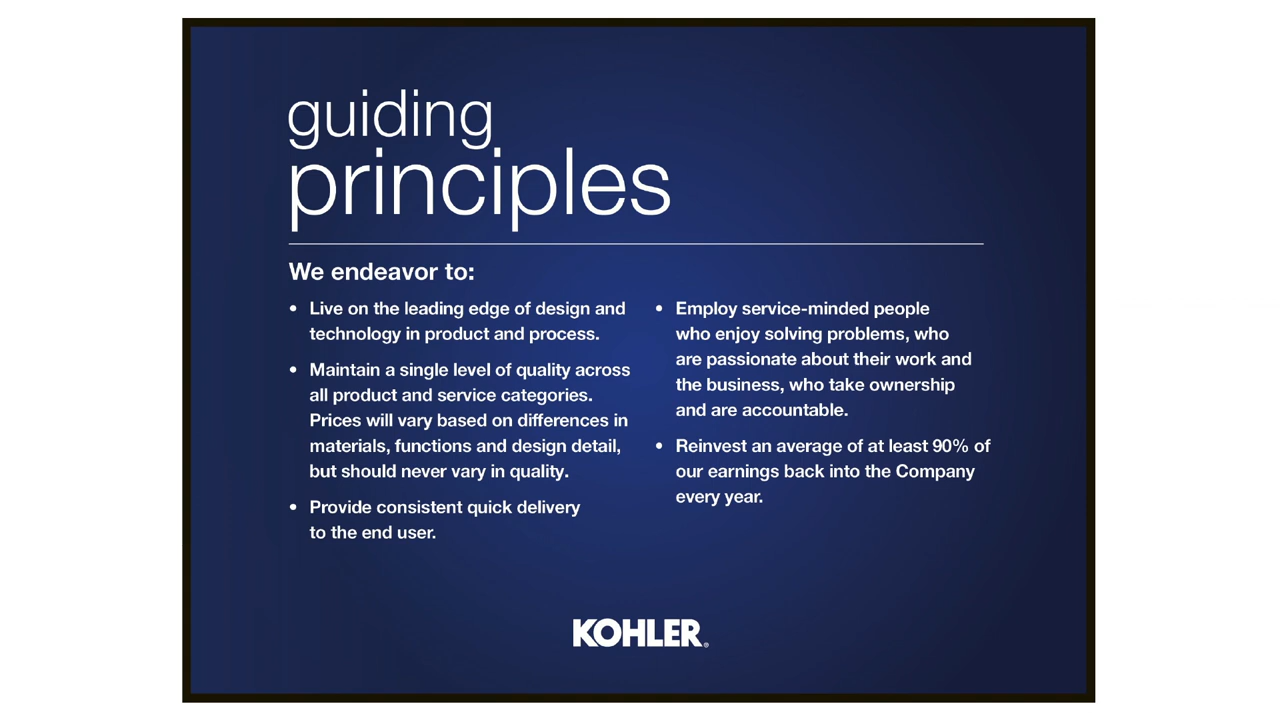 guiding
principles
We endeavor to:
• Live on the leading edge of design and
technology in product and process.
• Maintain a single level of quality across
all product and service categories.
Prices will vary based on differences in
materials, functions and design detail,
but should never vary in quality.
• Provide consistent quick delivery
to the end user.
• Employ service-minded people
who enjoy solving problems, who
are passionate about their work and
the business, who take ownership
and are accountable.
• Reinvest an average of at least 90% of
our earnings back into the Company
every year.
KOHLER®